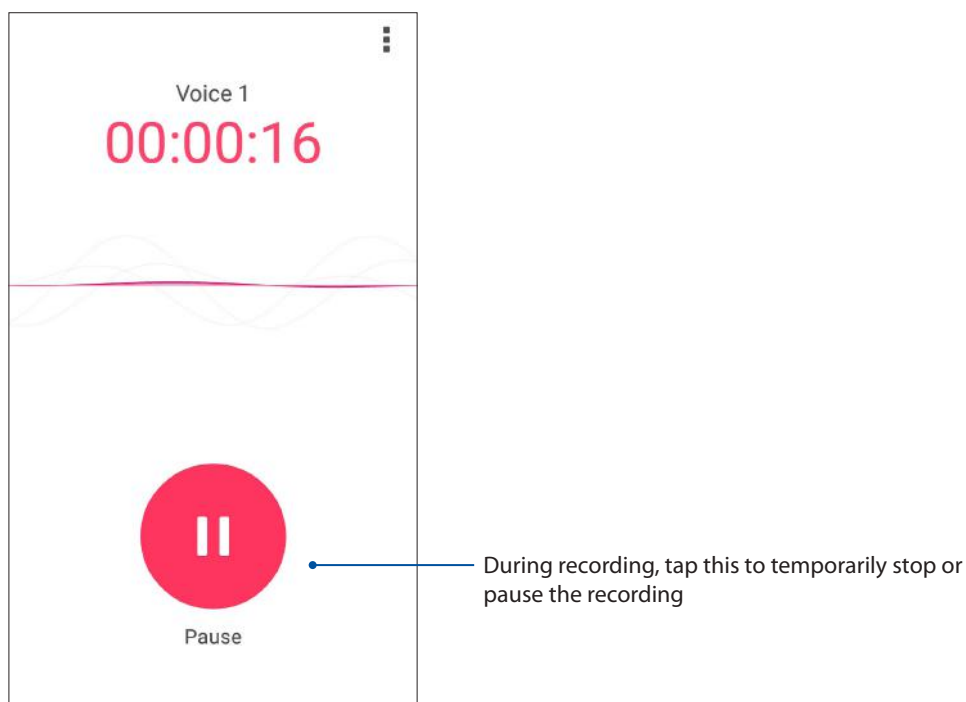 Voice 1
00:00:16
During recording, tap this to temporarily stop or
pause the recording
Pause